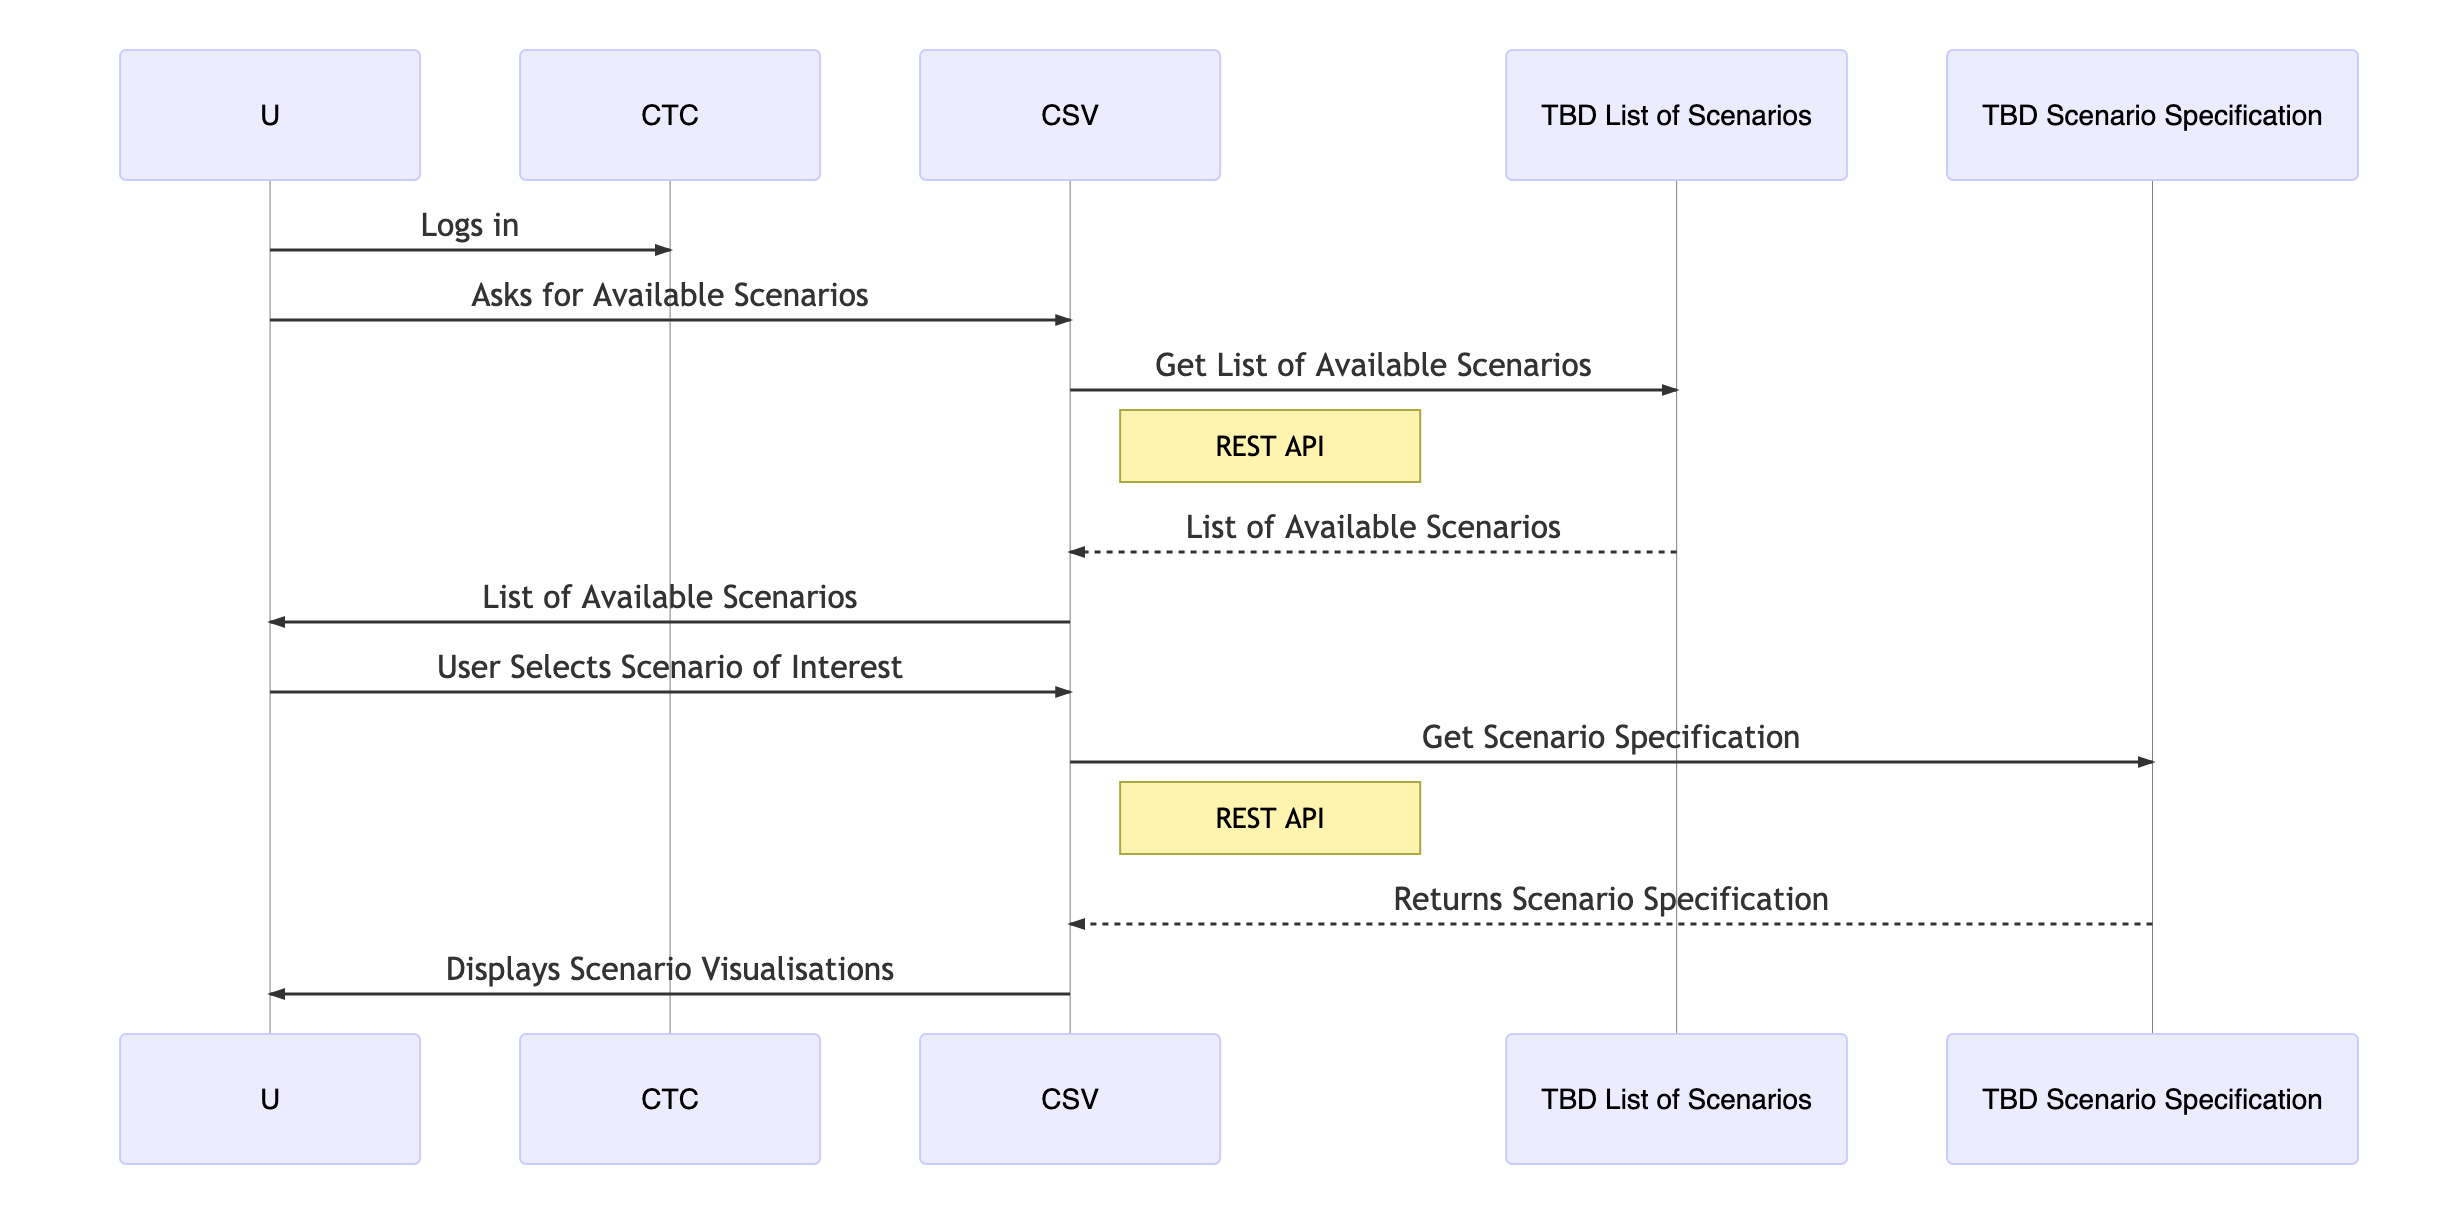 U
CTC
CSV
TBD List of Scenarios
TBD Scenario Specification
Logs in
Asks for Available Scenarios
Get List of Available Scenarios
REST API
List of Available Scenarios
List of Available Scenarios
User Selects Scenario of Interest
Get Scenario Specification
REST API
Returns Scenario Specification
Displays Scenario Visualisations
U
CTC
CSV
TBD List of Scenarios
TBD Scenario Specification